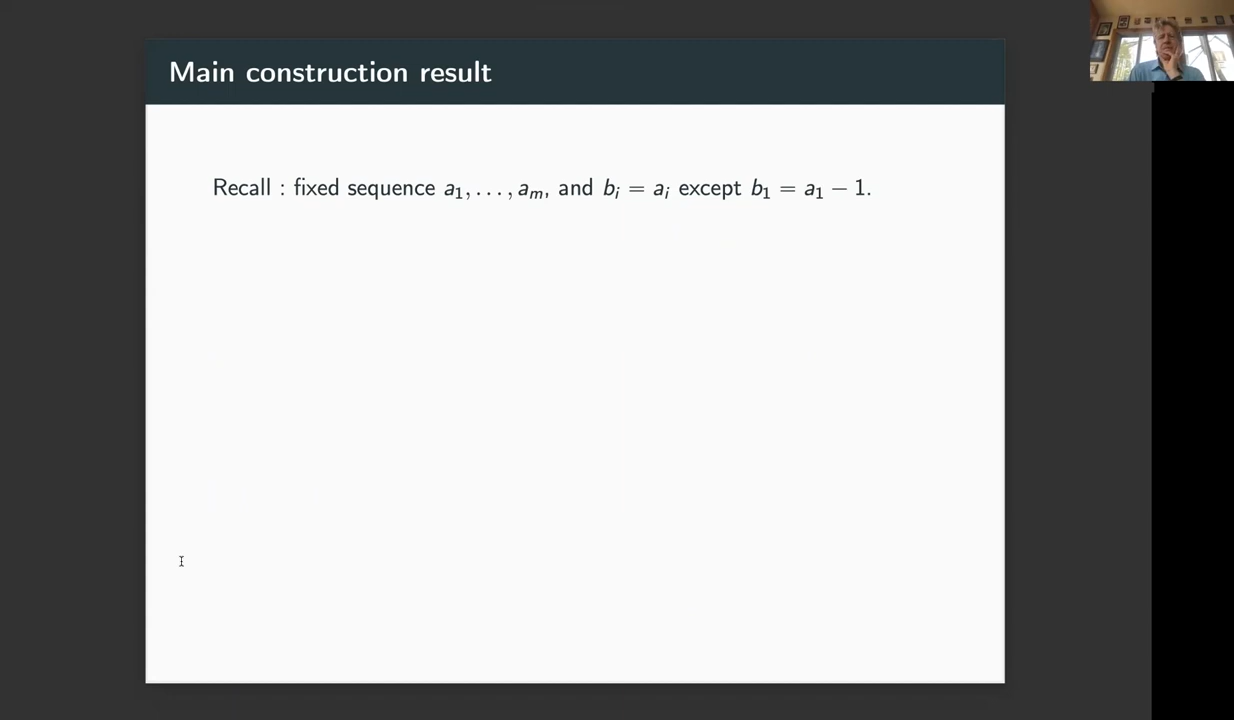 Main construction result
Recall : fixed sequence a₁, . . . , aₘ, and bᵢ = aᵢ except b₁ = a₁ − 1.